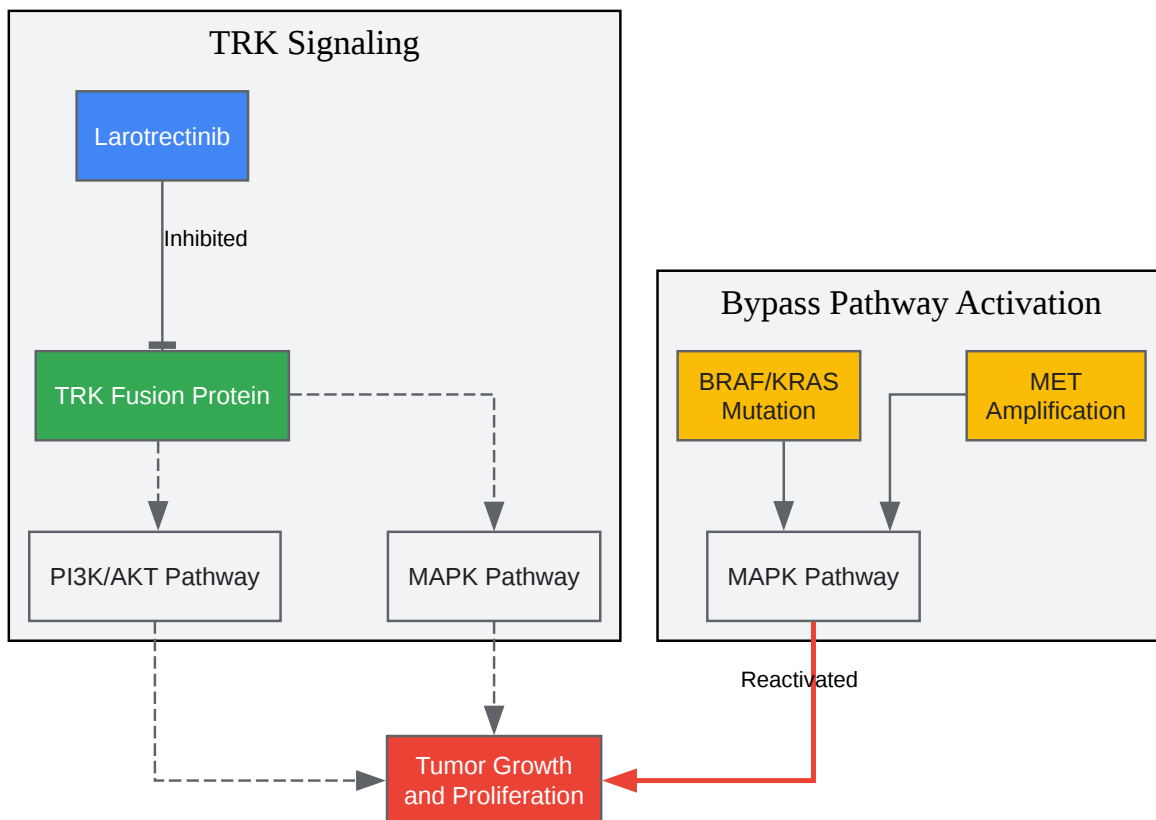 TRK Signaling
Larotrectinib
Inhibited
TRK Fusion Protein
PI3K/AKT Pathway
MAPK Pathway
Bypass Pathway Activation
BRAF/KRAS
Mutation
MET
Amplification
MAPK Pathway
Reactivated
Tumor Growth
and Proliferation